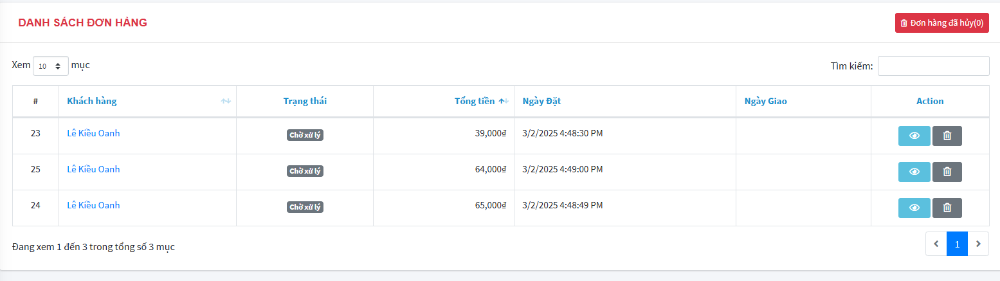 DANH SÁCH ĐƠN HÀNG
Đơn hàng đã hủy(0)
Xem 10 mục
Tìm kiếm:
# Khách hàng Trạng thái Tổng tiền Ngày Đặt Ngày Giao Action
23 Lê Kiều Oanh Chờ xử lý 39,000₫ 3/2/2025 4:48:30 PM
25 Lê Kiều Oanh Chờ xử lý 64,000₫ 3/2/2025 4:49:00 PM
24 Lê Kiều Oanh Chờ xử lý 65,000₫ 3/2/2025 4:48:49 PM
Đang xem 1 đến 3 trong tổng số 3 mục
1